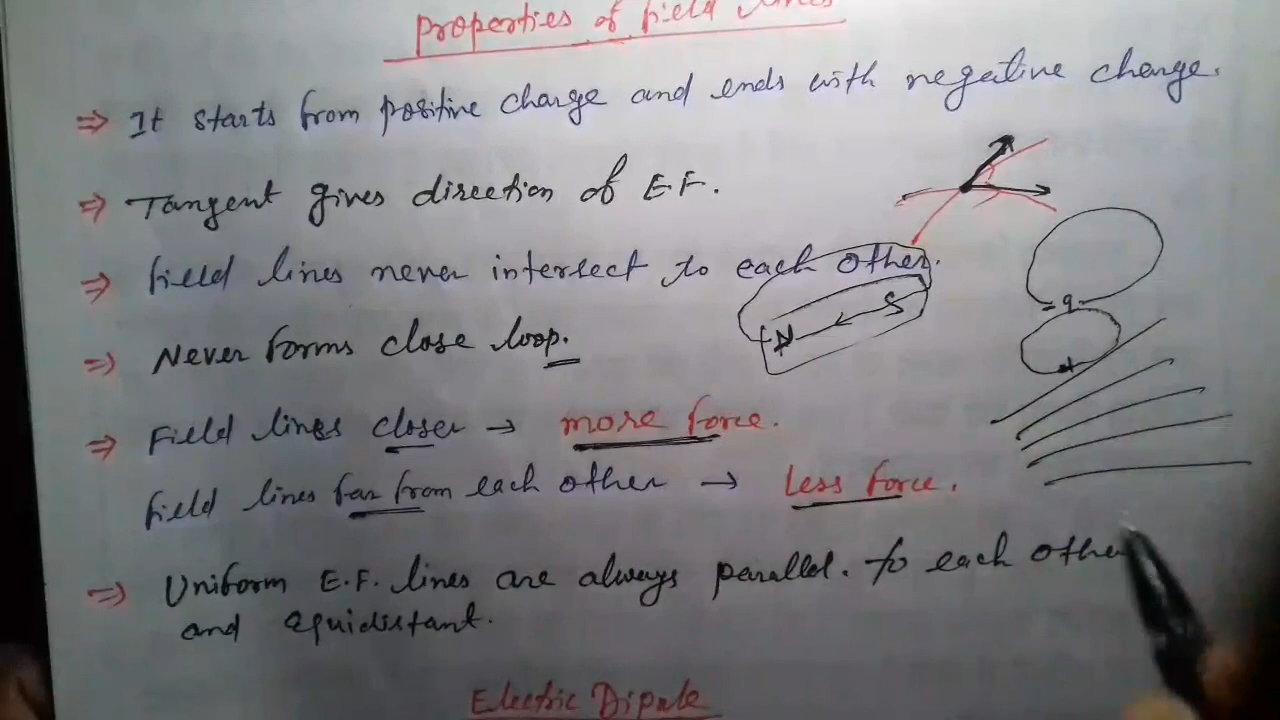 Properties of field lines
⇒ It starts from positive charge and ends with negative charge.
⇒ Tangent gives direction of E.F.
⇒ field lines never intersect to each other.
S
N
q
⇒ Never forms close loop.
⇒ Field lines closer → more force.
field lines far from each other → less force.
⇒ Uniform E.F. lines are always parallel. to each other
and equidistant.
Electric Dipole